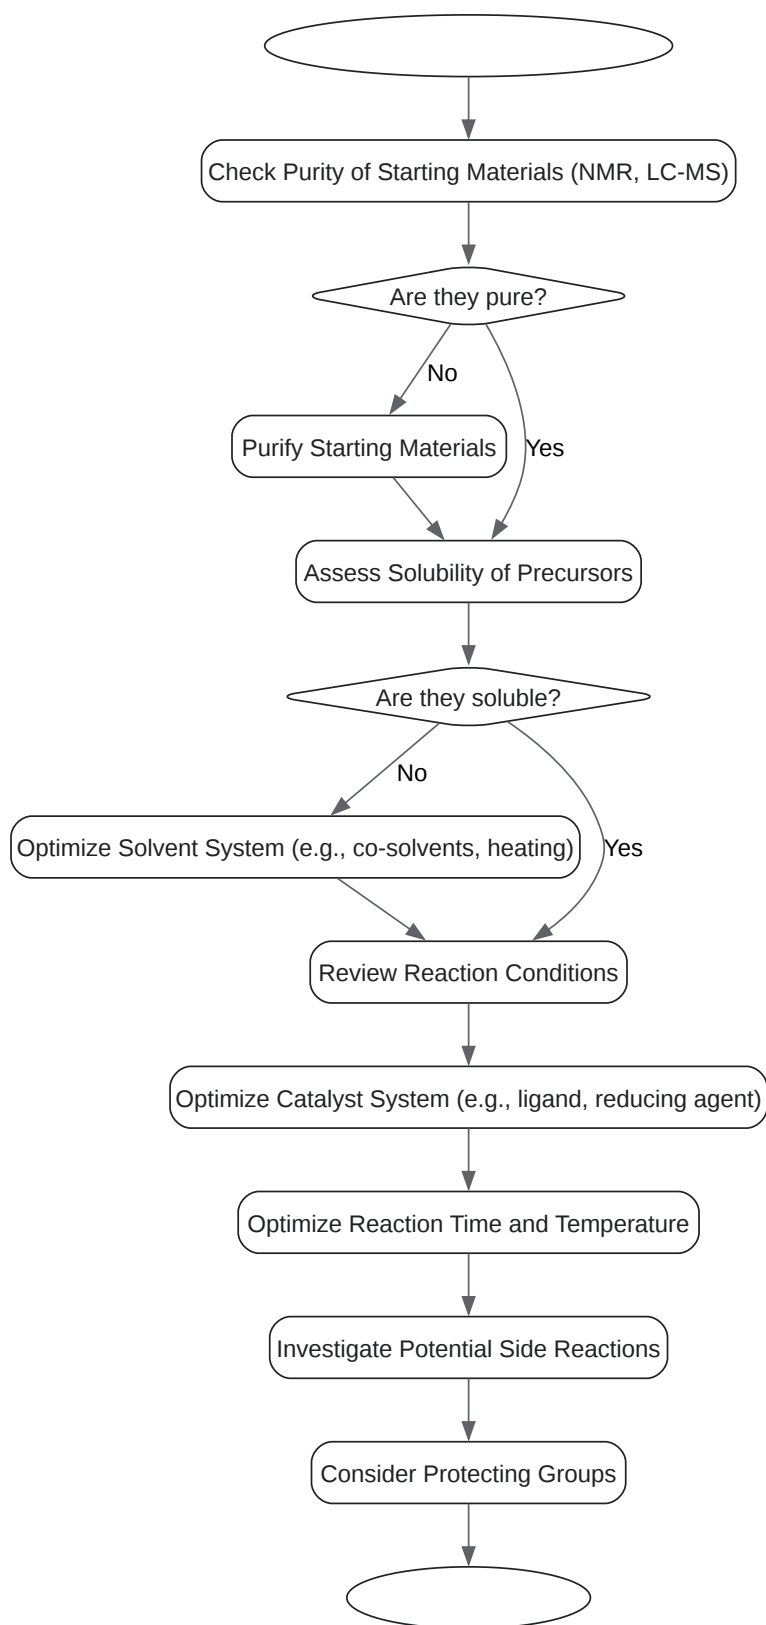 Check Purity of Starting Materials (NMR, LC-MS)
Are they pure?
No
Purify Starting Materials
Yes
Assess Solubility of Precursors
Are they soluble?
No
Optimize Solvent System (e.g., co-solvents, heating)
Yes
Review Reaction Conditions
Optimize Catalyst System (e.g., ligand, reducing agent)
Optimize Reaction Time and Temperature
Investigate Potential Side Reactions
Consider Protecting Groups